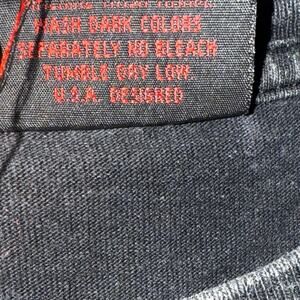 WASH DARK COLORS
SEPARATELY NO BLEACH
TUMBLE DRY LOW
U.S.A. DESIGNED